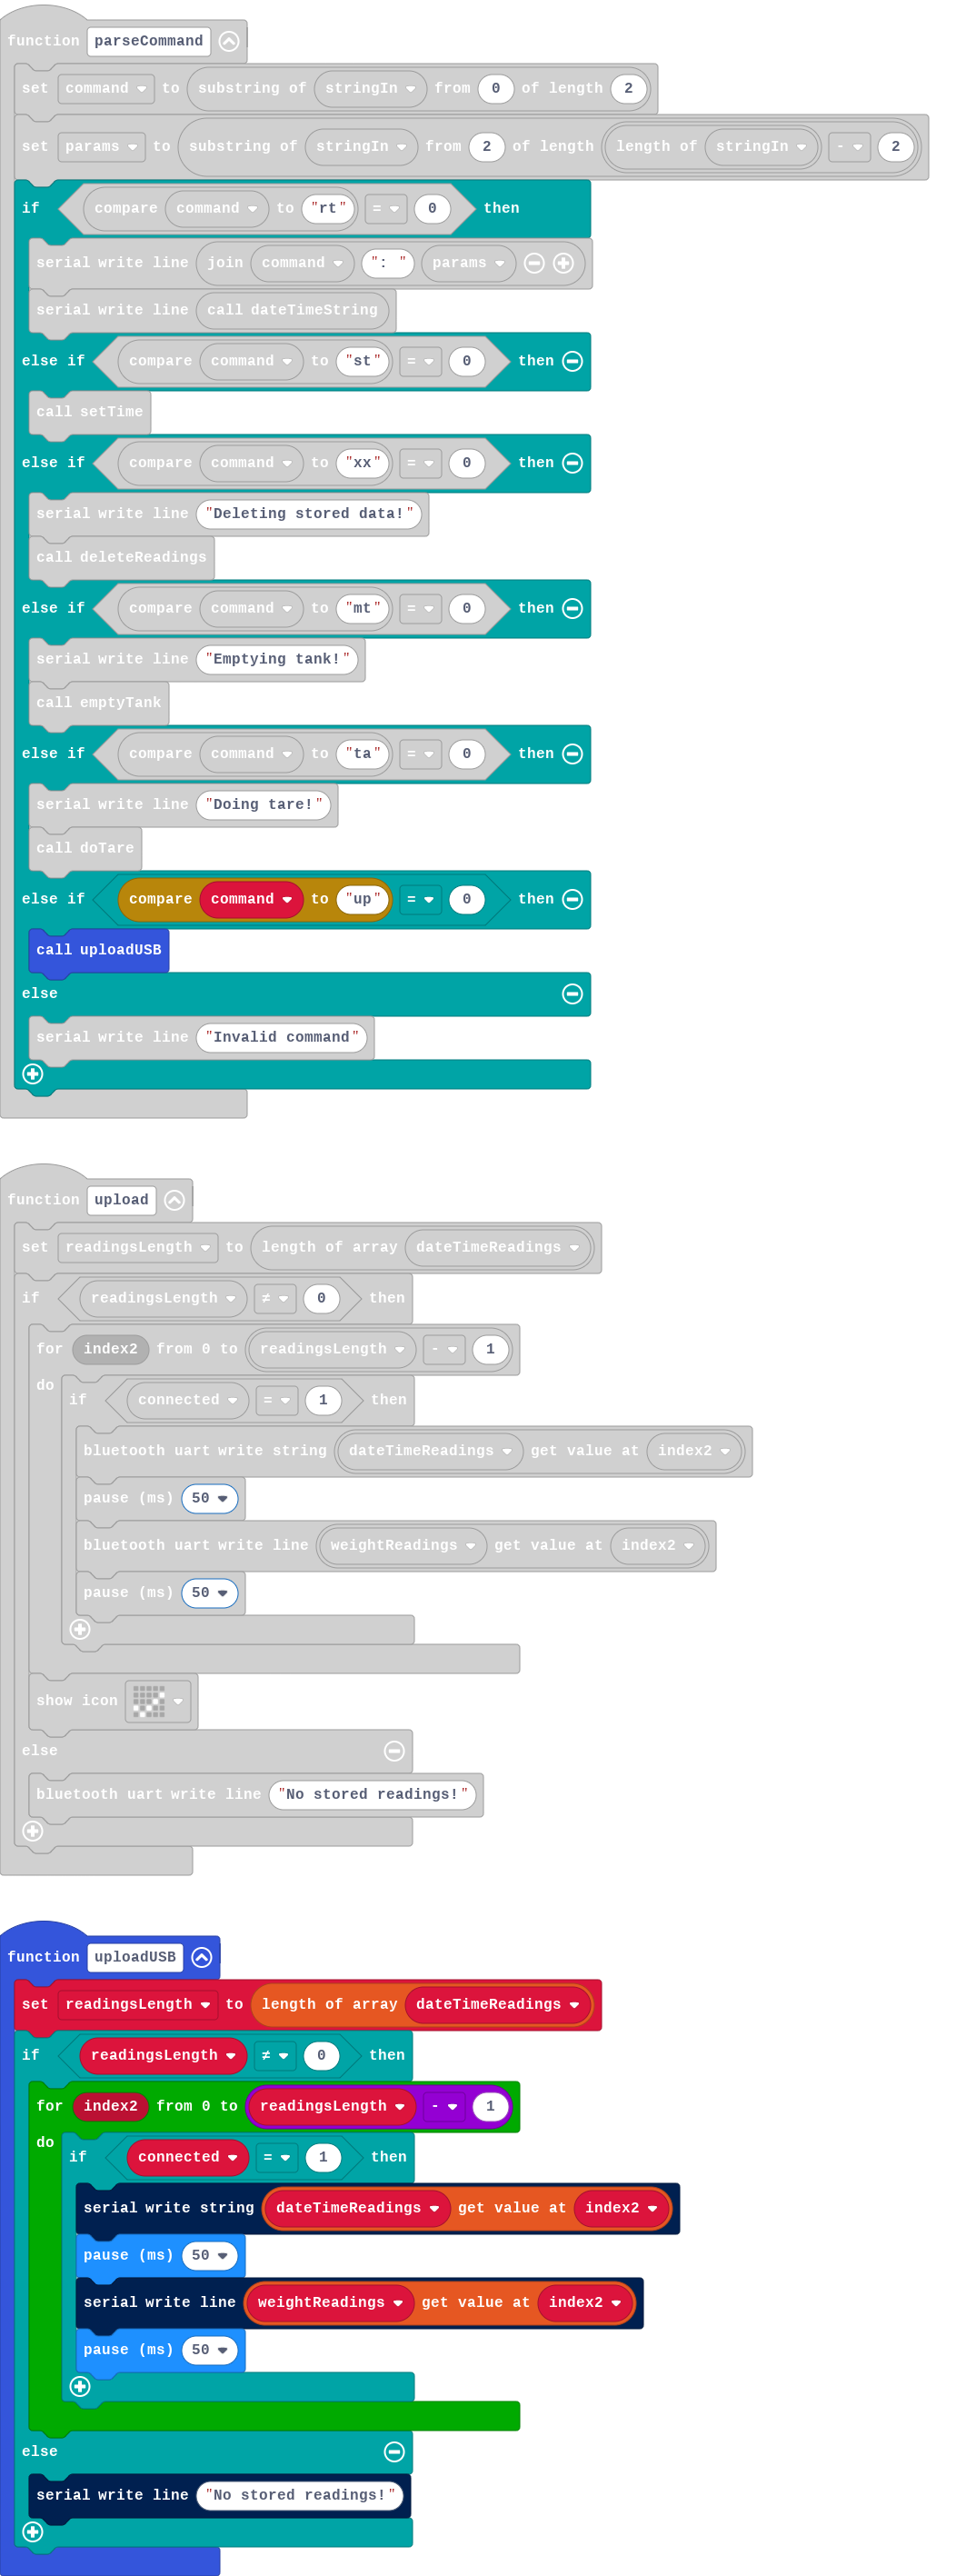 function parseCommand
set command to substring of stringIn from 0 of length 2
set params to substring of stringIn from 2 of length length of stringIn - 2
if compare command to "rt" = 0 then
serial write line join command ": " params
serial write line call dateTimeString
else if compare command to "st" = 0 then
call setTime
else if compare command to "xx" = 0 then
serial write line "Deleting stored data!"
call deleteReadings
else if compare command to "mt" = 0 then
serial write line "Emptying tank!"
call emptyTank
else if compare command to "ta" = 0 then
serial write line "Doing tare!"
call doTare
else if compare command to "up" = 0 then
call uploadUSB
else
serial write line "Invalid command"
function upload
set readingsLength to length of array dateTimeReadings
if readingsLength ≠ 0 then
for index2 from 0 to readingsLength - 1
do
if connected = 1 then
bluetooth uart write string dateTimeReadings get value at index2
pause (ms) 50
bluetooth uart write line weightReadings get value at index2
pause (ms) 50
show icon
else
bluetooth uart write line "No stored readings!"
function uploadUSB
set readingsLength to length of array dateTimeReadings
if readingsLength ≠ 0 then
for index2 from 0 to readingsLength - 1
do
if connected = 1 then
serial write string dateTimeReadings get value at index2
pause (ms) 50
serial write line weightReadings get value at index2
pause (ms) 50
else
serial write line "No stored readings!"